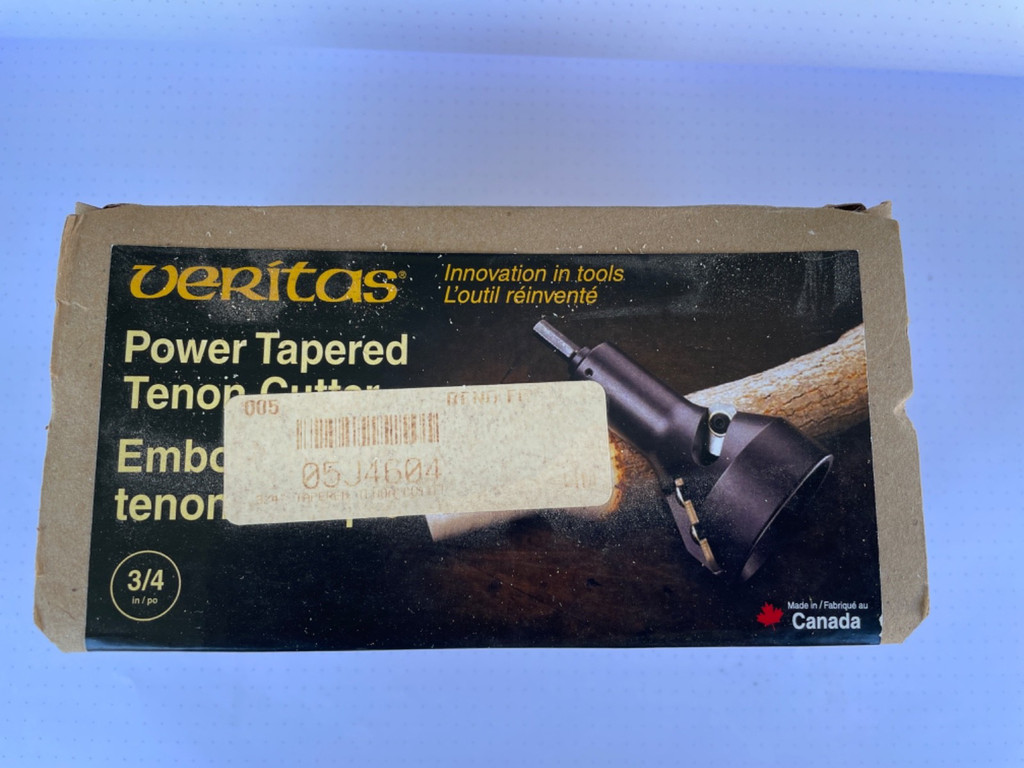 veritas®
Innovation in tools
L'outil réinventé
Power Tapered
Tenon Cutter
Embo
tenon
005
05J4604
3/4
in / po
Made in / Fabriqué au
Canada